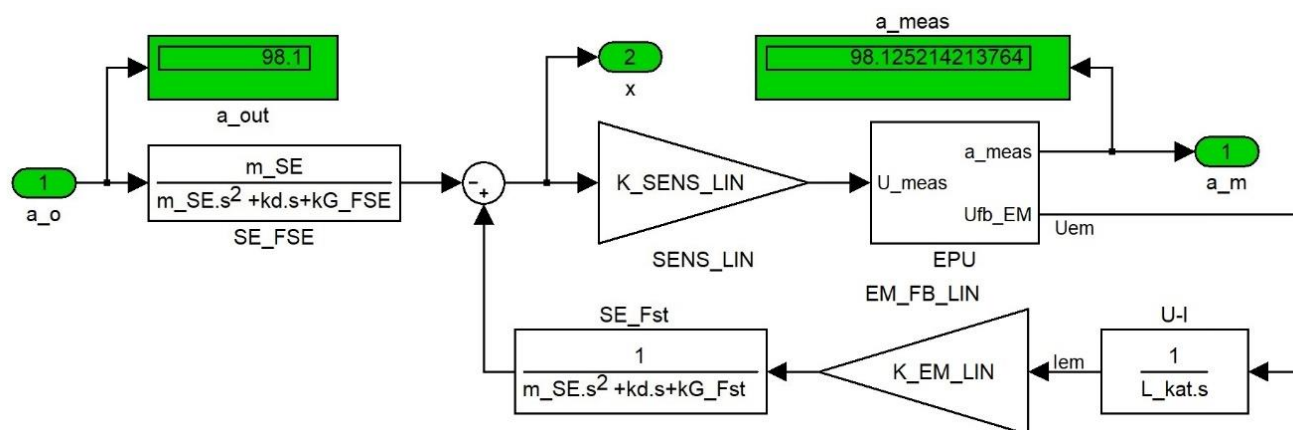 a_meas
98.1
98.125214213764
2
x
a_out
1
a_o
m_SE
m_SE.s² +kd.s+kG_FSE
SE_FSE
-
+
K_SENS_LIN
SENS_LIN
U_meas
a_meas
Ufb_EM
EPU
1
a_m
Uem
EM_FB_LIN
SE_Fst
1
m_SE.s² +kd.s+kG_Fst
K_EM_LIN
Iem
U-I
1
L_kat.s